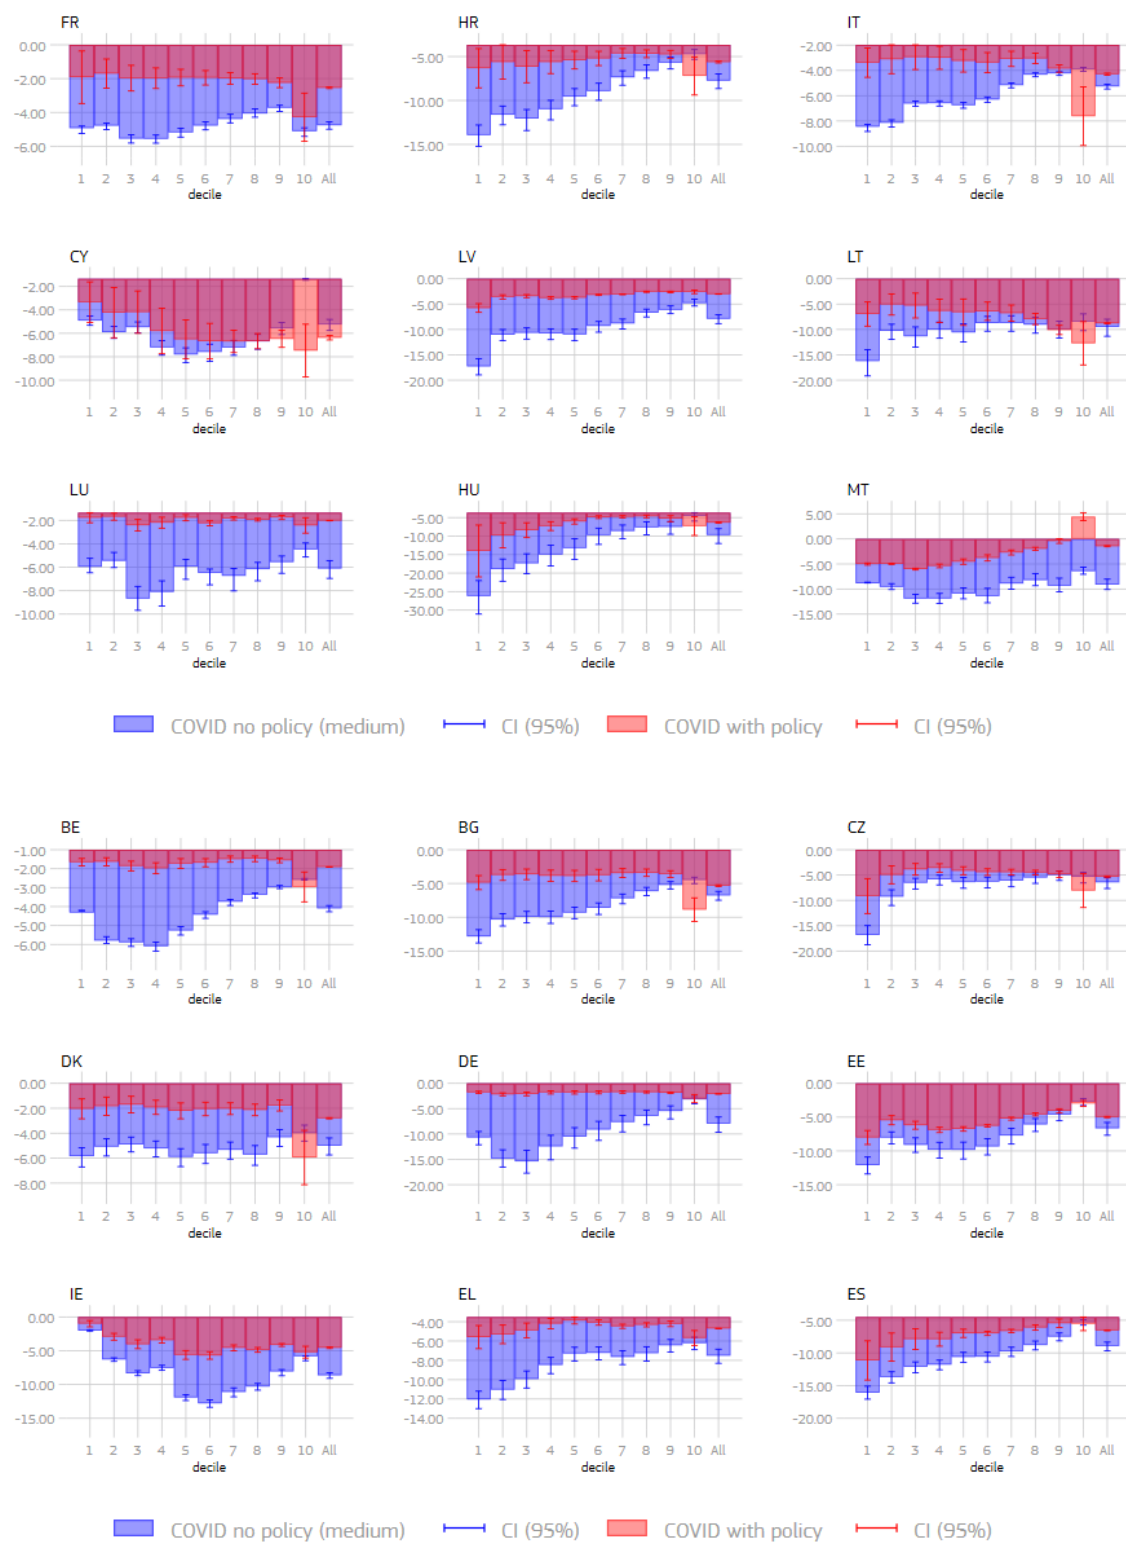 FR HR IT
0.00
-2.00
-4.00
-6.00
1 2 3 4 5 6 7 8 9 10 All
decile
-5.00
-10.00
-15.00
1 2 3 4 5 6 7 8 9 10 All
decile
-2.00
-4.00
-6.00
-8.00
-10.00
1 2 3 4 5 6 7 8 9 10 All
decile
CY LV LT
-2.00
-4.00
-6.00
-8.00
-10.00
1 2 3 4 5 6 7 8 9 10 All
decile
0.00
-5.00
-10.00
-15.00
-20.00
1 2 3 4 5 6 7 8 9 10 All
decile
0.00
-5.00
-10.00
-15.00
-20.00
1 2 3 4 5 6 7 8 9 10 All
decile
LU HU MT
-2.00
-4.00
-6.00
-8.00
-10.00
1 2 3 4 5 6 7 8 9 10 All
decile
-5.00
-10.00
-15.00
-20.00
-25.00
-30.00
1 2 3 4 5 6 7 8 9 10 All
decile
5.00
0.00
-5.00
-10.00
-15.00
1 2 3 4 5 6 7 8 9 10 All
decile
COVID no policy (medium) CI (95%) COVID with policy CI (95%)
BE BG CZ
-1.00
-2.00
-3.00
-4.00
-5.00
-6.00
1 2 3 4 5 6 7 8 9 10 All
decile
0.00
-5.00
-10.00
-15.00
1 2 3 4 5 6 7 8 9 10 All
decile
0.00
-5.00
-10.00
-15.00
-20.00
1 2 3 4 5 6 7 8 9 10 All
decile
DK DE EE
0.00
-2.00
-4.00
-6.00
-8.00
1 2 3 4 5 6 7 8 9 10 All
decile
0.00
-5.00
-10.00
-15.00
-20.00
1 2 3 4 5 6 7 8 9 10 All
decile
0.00
-5.00
-10.00
-15.00
1 2 3 4 5 6 7 8 9 10 All
decile
IE EL ES
0.00
-5.00
-10.00
-15.00
1 2 3 4 5 6 7 8 9 10 All
decile
-4.00
-6.00
-8.00
-10.00
-12.00
-14.00
1 2 3 4 5 6 7 8 9 10 All
decile
-5.00
-10.00
-15.00
-20.00
1 2 3 4 5 6 7 8 9 10 All
decile
COVID no policy (medium) CI (95%) COVID with policy CI (95%)